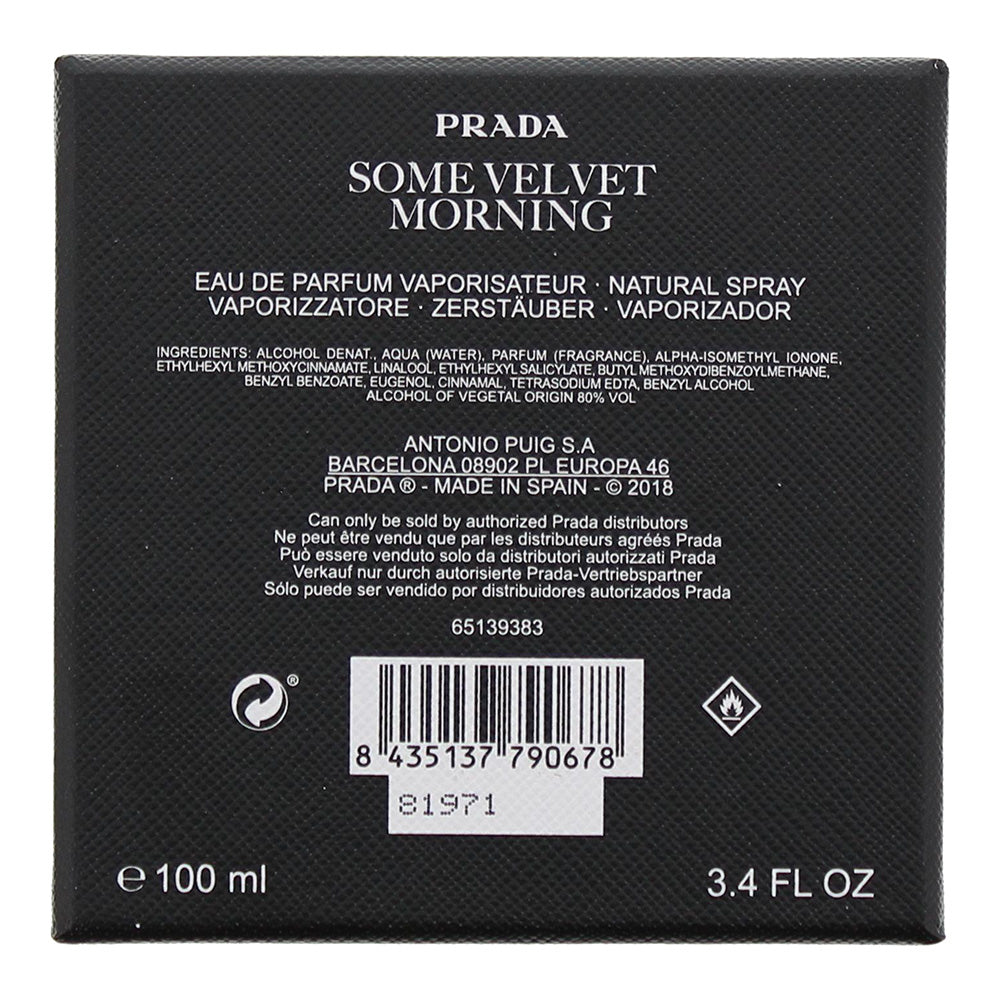 PRADA
SOME VELVET
MORNING
EAU DE PARFUM VAPORISATEUR · NATURAL SPRAY
VAPORIZZATORE · ZERSTÄUBER · VAPORIZADOR
INGREDIENTS: ALCOHOL DENAT., AQUA (WATER), PARFUM (FRAGRANCE), ALPHA-ISOMETHYL IONONE,
ETHYLHEXYL METHOXYCINNAMATE, LINALOOL, ETHYLHEXYL SALICYLATE, BUTYL METHOXYDIBENZOYLMETHANE,
BENZYL BENZOATE, EUGENOL, CINNAMAL, TETRASODIUM EDTA, BENZYL ALCOHOL
ALCOHOL OF VEGETAL ORIGIN 80% VOL
ANTONIO PUIG S.A
BARCELONA 08902 PL EUROPA 46
PRADA ® - MADE IN SPAIN - © 2018
Can only be sold by authorized Prada distributors
Ne peut être vendu que par les distributeurs agréés Prada
Può essere venduto solo da distributori autorizzati Prada
Verkauf nur durch autorisierte Prada-Vertriebspartner
Sólo puede ser vendido por distribuidores autorizados Prada
65139383
®
8 435137 790678
81971
℮ 100 ml
3.4 FL OZ